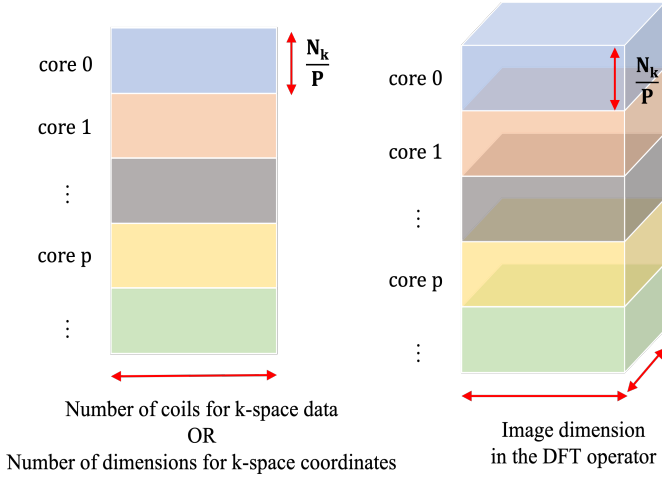 core 0
N_k
P
core 1
⋮
core p
⋮
Number of coils for k-space data
OR
Number of dimensions for k-space coordinates
core 0
N_k
P
core 1
⋮
core p
⋮
Image dimension
in the DFT operator